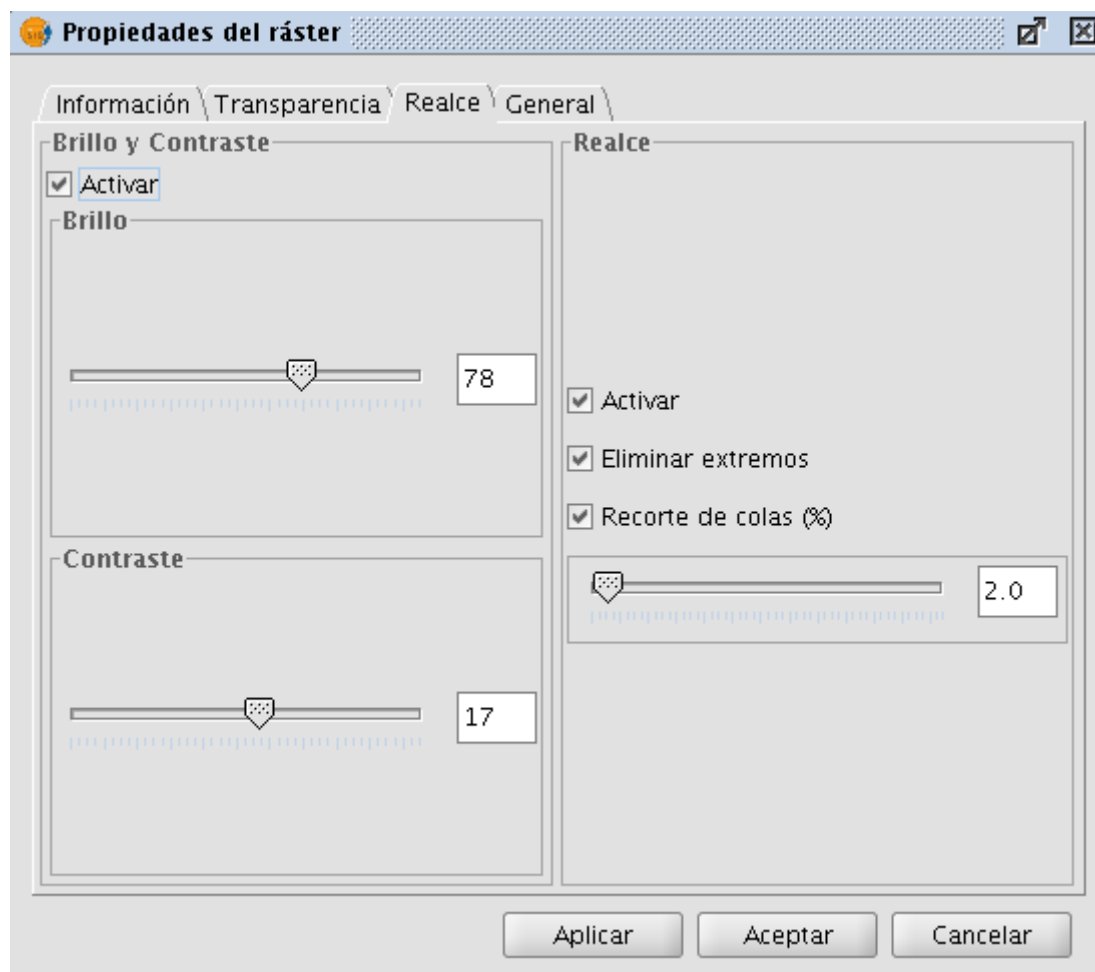 Propiedades del ráster
Información Transparencia Realce General
Brillo y Contraste
Activar
Brillo
78
Contraste
17
Realce
Activar
Eliminar extremos
Recorte de colas (%)
2.0
Aplicar Aceptar Cancelar